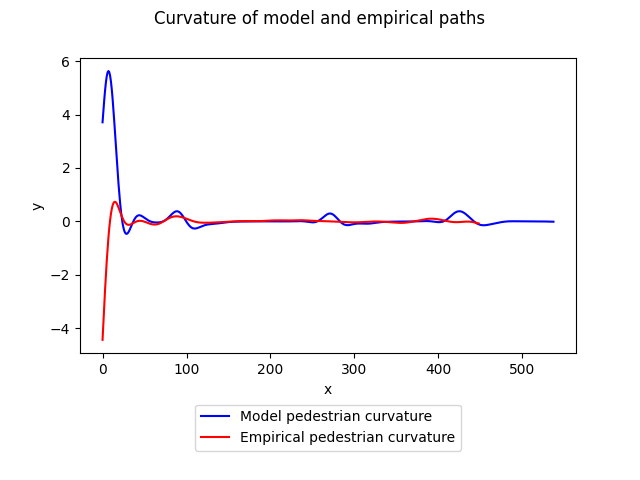 Curvature of model and empirical paths
6
4
2
0
−2
−4
y
0 100 200 300 400 500
x
Model pedestrian curvature
Empirical pedestrian curvature